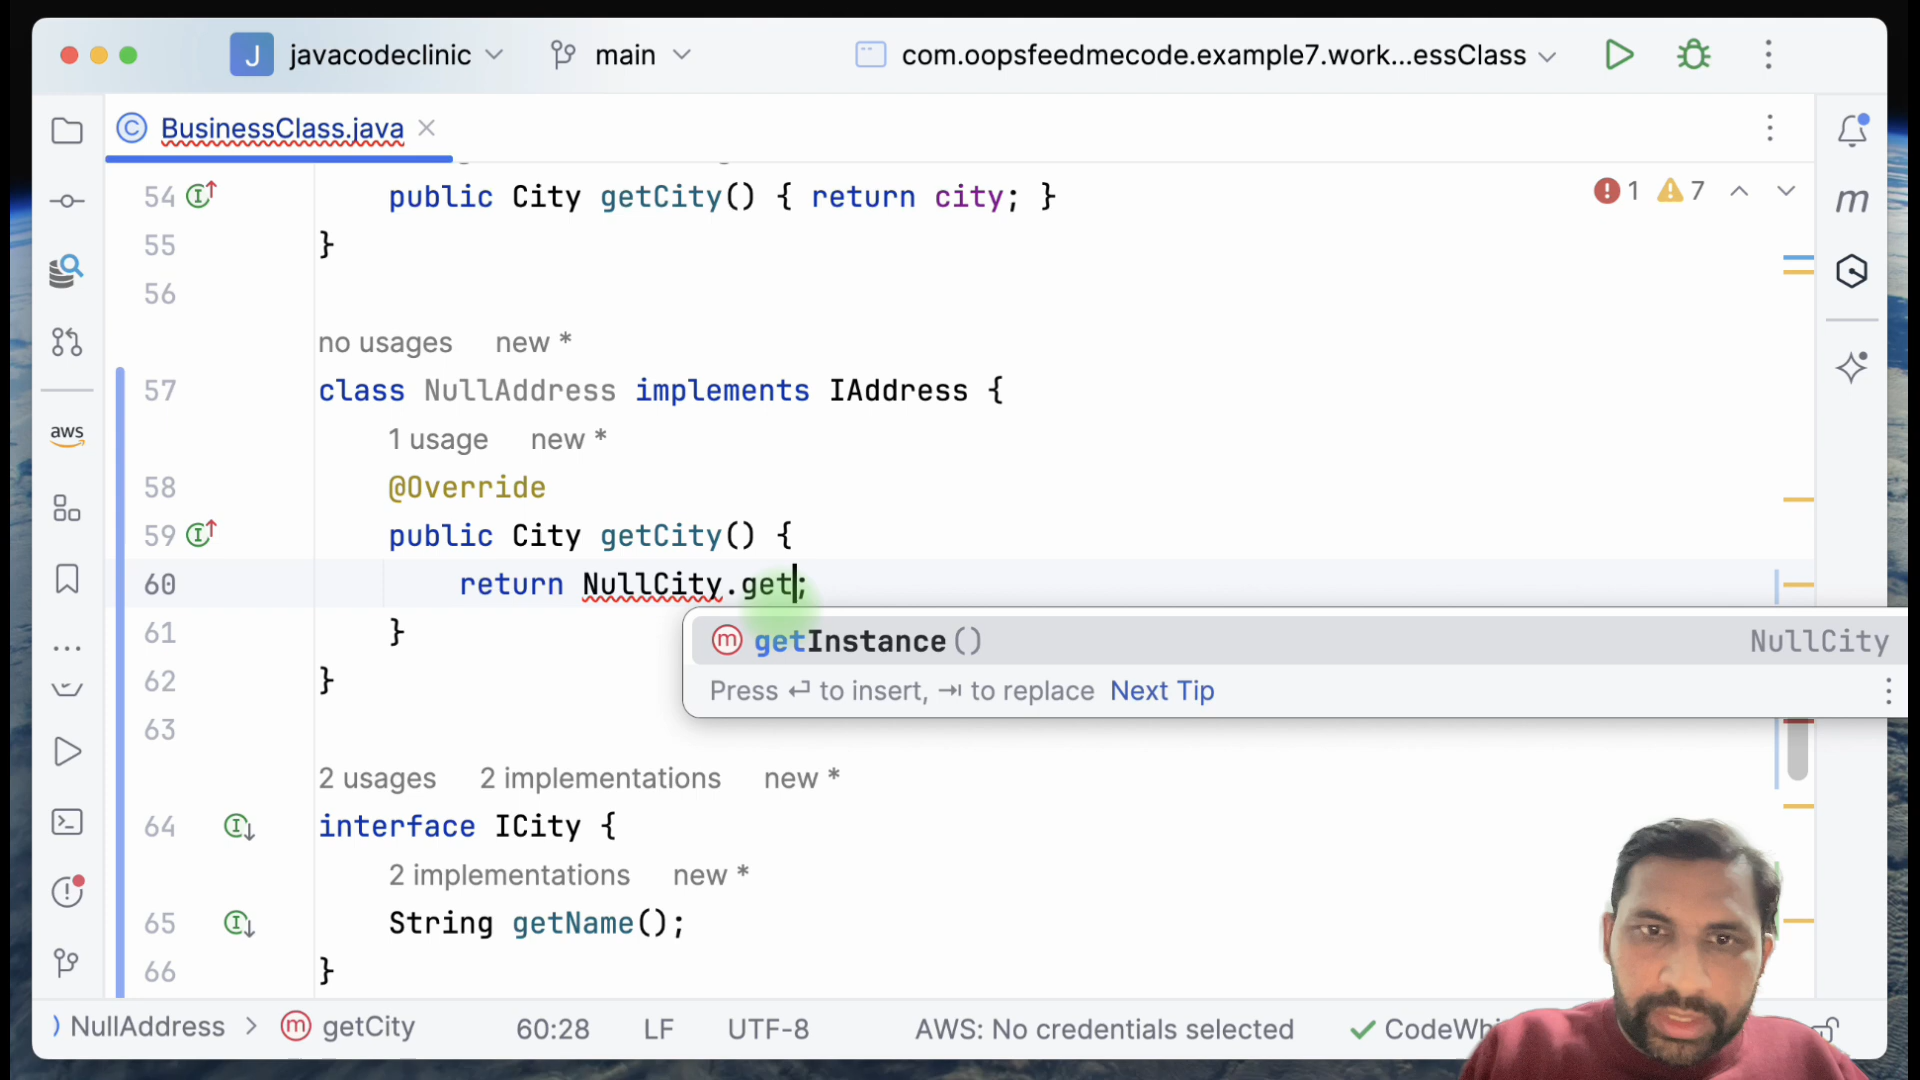 J javacodeclinic main com.oopsfeedmecode.example7.work...essClass
C BusinessClass.java
54 public City getCity() { return city; } 1 7
55 }
56
no usages new *
57 class NullAddress implements IAddress {
1 usage new *
58 @Override
59 public City getCity() {
60 return NullCity.get;
m getInstance() NullCity
Press ⏎ to insert, ⇥ to replace Next Tip
61 }
62 }
63
2 usages 2 implementations new *
64 interface ICity {
2 implementations new *
65 String getName();
66 }
aws
m
NullAddress > m getCity 60:28 LF UTF-8 AWS: No credentials selected CodeWhi